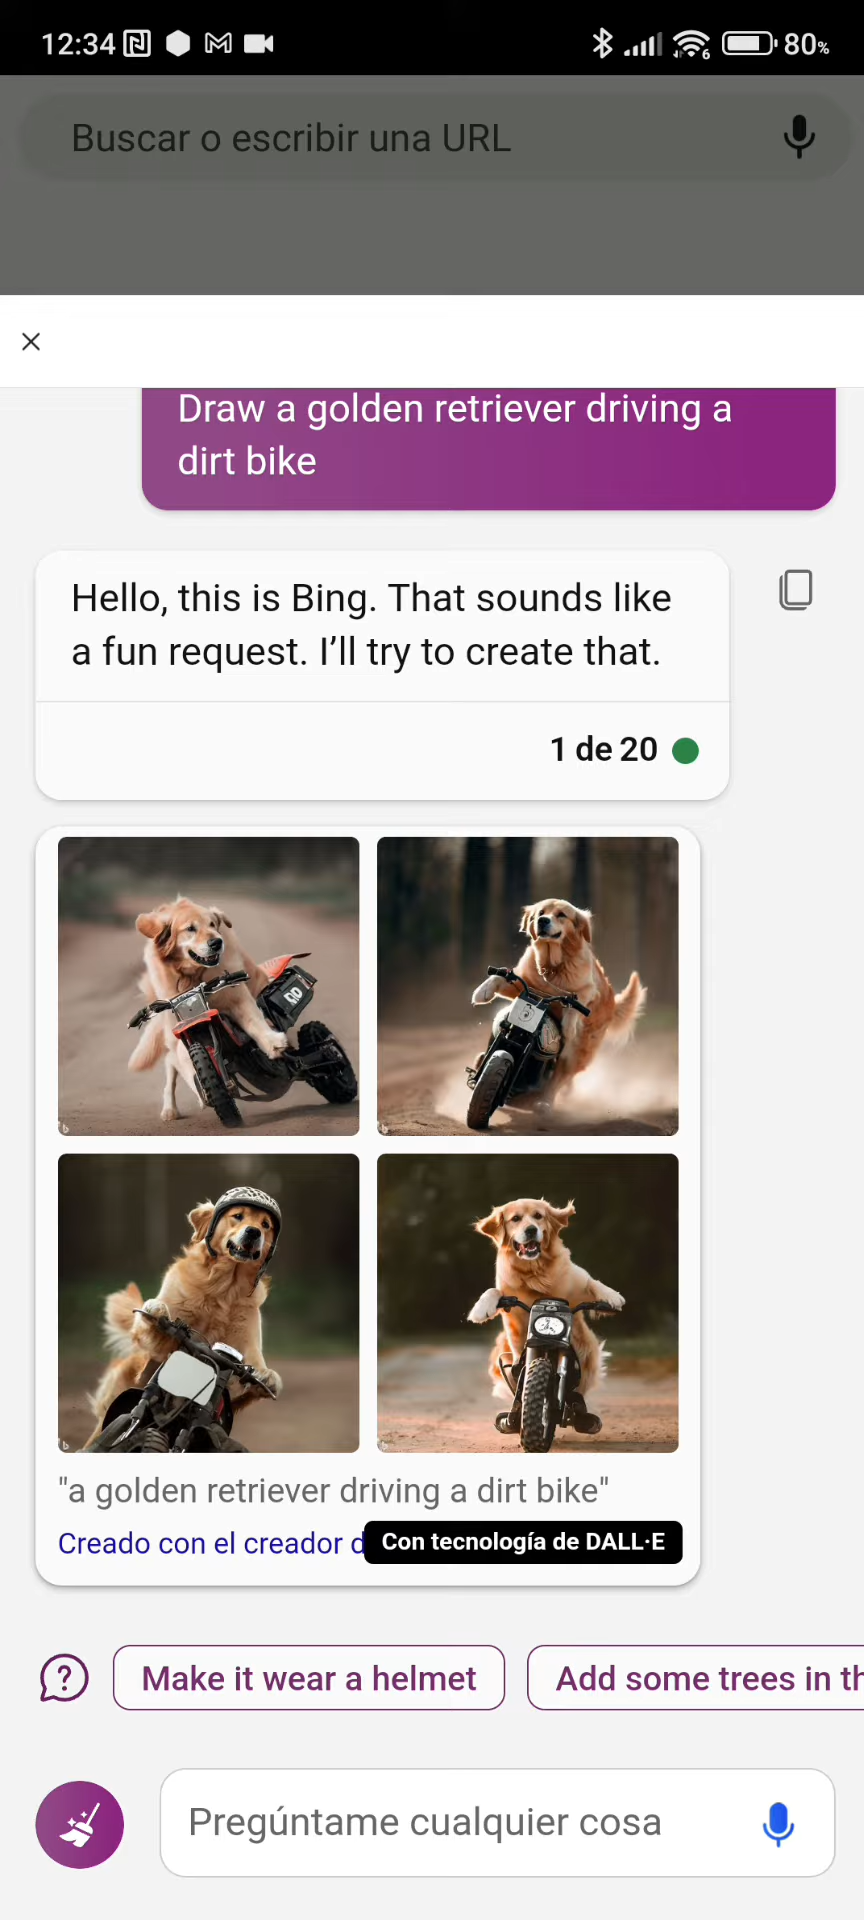 12:34
80%
Buscar o escribir una URL
Draw a golden retriever driving a
dirt bike
Hello, this is Bing. That sounds like
a fun request. I’ll try to create that.
1 de 20
"a golden retriever driving a dirt bike"
Creado con el creador d
Con tecnología de DALL·E
Make it wear a helmet
Add some trees in th
Pregúntame cualquier cosa